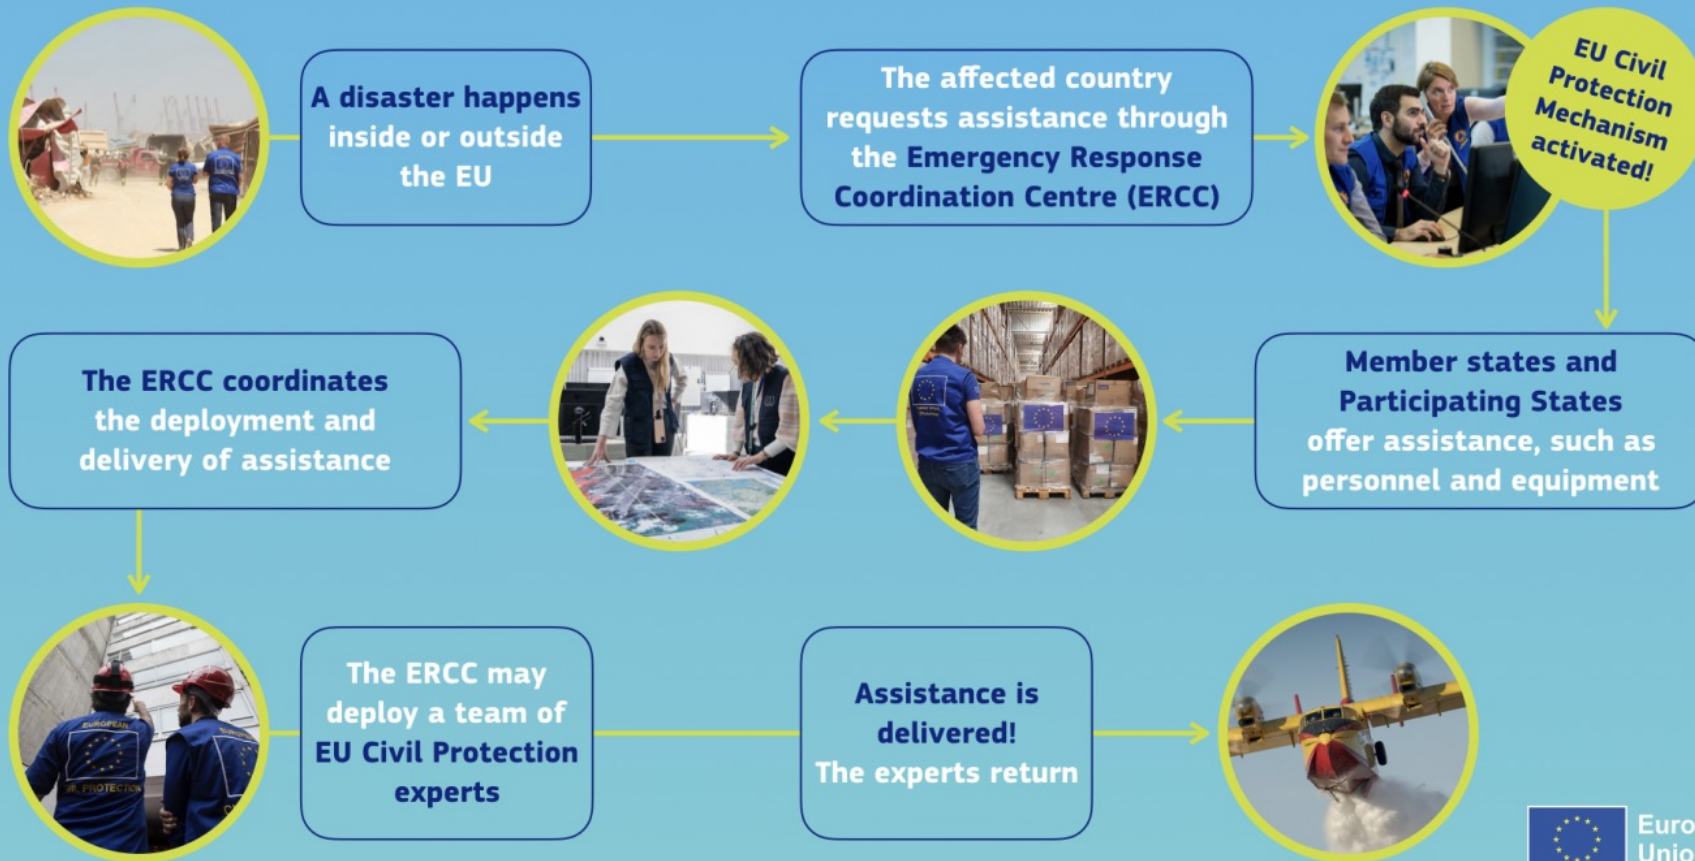 A disaster happens
inside or outside
the EU
The affected country
requests assistance through
the Emergency Response
Coordination Centre (ERCC)
EU Civil
Protection
Mechanism
activated!
Member states and
Participating States
offer assistance, such as
personnel and equipment
The ERCC coordinates
the deployment and
delivery of assistance
EUROPEAN
The ERCC may
deploy a team of
EU Civil Protection
experts
Assistance is
delivered!
The experts return